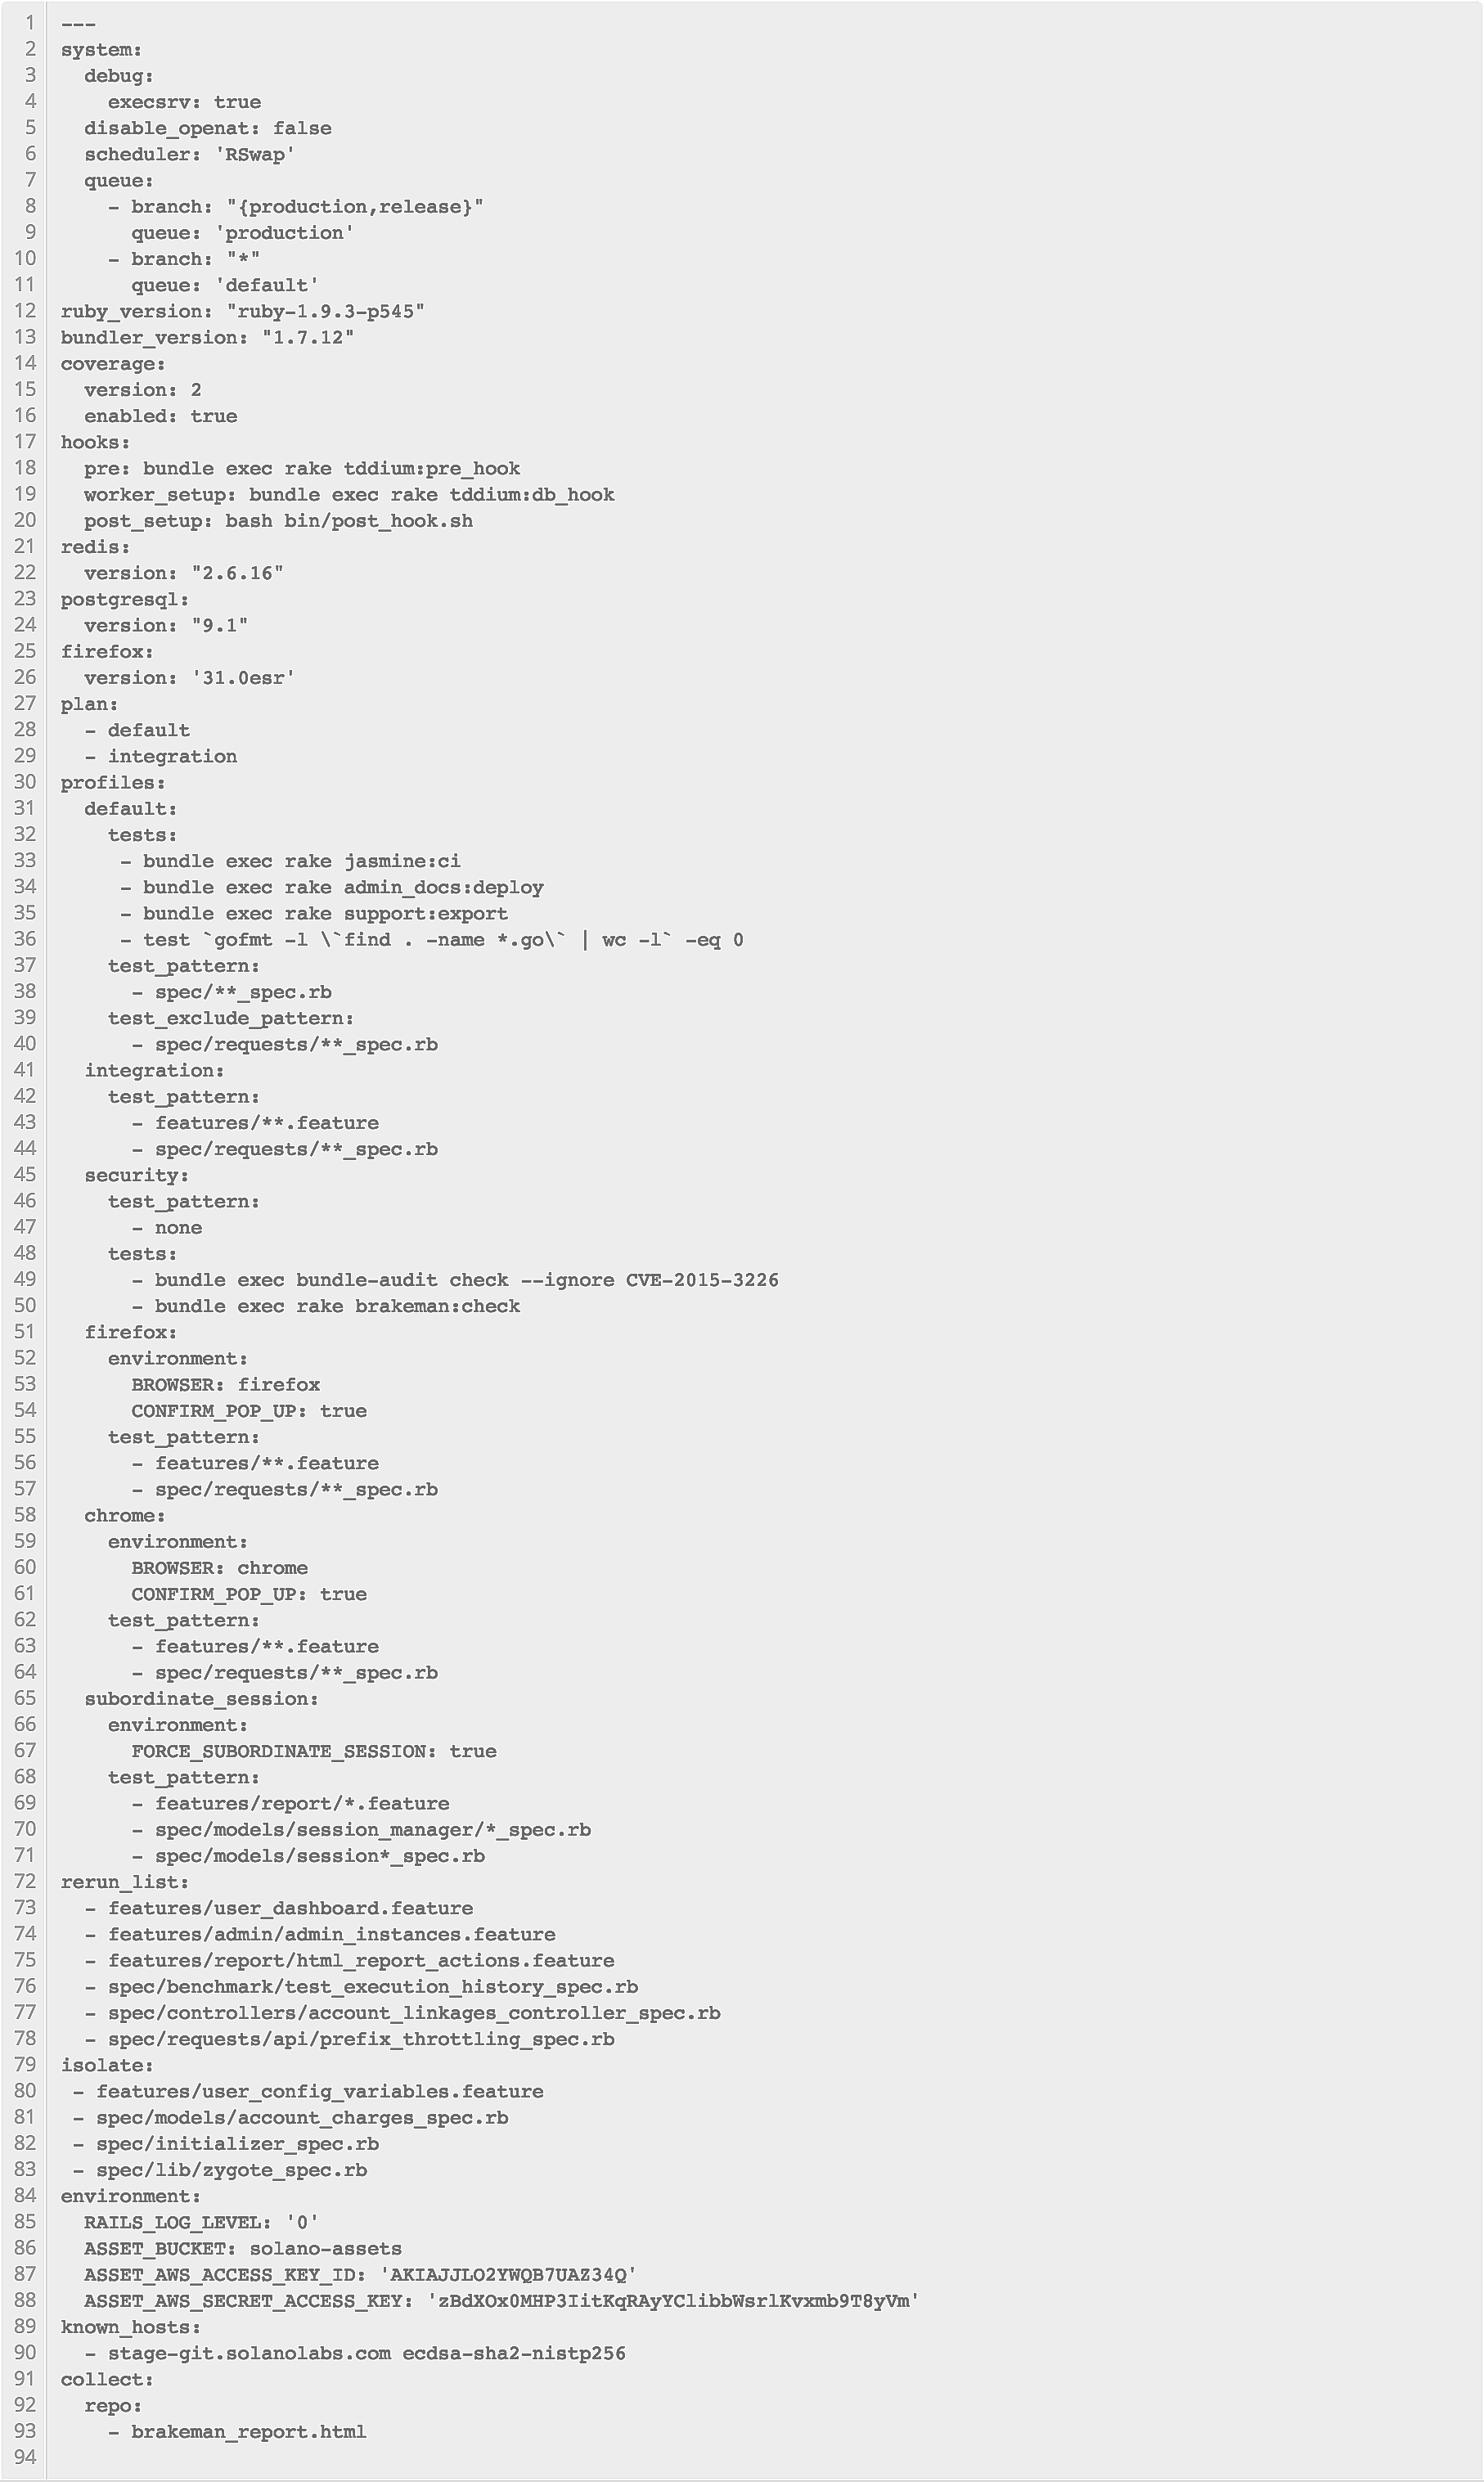 1 ---
2 system:
3   debug:
4     execsrv: true
5   disable_openat: false
6   scheduler: 'RSwap'
7   queue:
8     - branch: "{production,release}"
9       queue: 'production'
10     - branch: "*"
11       queue: 'default'
12 ruby_version: "ruby-1.9.3-p545"
13 bundler_version: "1.7.12"
14 coverage:
15   version: 2
16   enabled: true
17 hooks:
18   pre: bundle exec rake tddium:pre_hook
19   worker_setup: bundle exec rake tddium:db_hook
20   post_setup: bash bin/post_hook.sh
21 redis:
22   version: "2.6.16"
23 postgresql:
24   version: "9.1"
25 firefox:
26   version: '31.0esr'
27 plan:
28   - default
29   - integration
30 profiles:
31   default:
32     tests:
33      - bundle exec rake jasmine:ci
34      - bundle exec rake admin_docs:deploy
35      - bundle exec rake support:export
36      - test `gofmt -l \`find . -name *.go\` | wc -l` -eq 0
37     test_pattern:
38       - spec/**_spec.rb
39     test_exclude_pattern:
40       - spec/requests/**_spec.rb
41   integration:
42     test_pattern:
43       - features/**.feature
44       - spec/requests/**_spec.rb
45   security:
46     test_pattern:
47       - none
48     tests:
49       - bundle exec bundle-audit check --ignore CVE-2015-3226
50       - bundle exec rake brakeman:check
51   firefox:
52     environment:
53       BROWSER: firefox
54       CONFIRM_POP_UP: true
55     test_pattern:
56       - features/**.feature
57       - spec/requests/**_spec.rb
58   chrome:
59     environment:
60       BROWSER: chrome
61       CONFIRM_POP_UP: true
62     test_pattern:
63       - features/**.feature
64       - spec/requests/**_spec.rb
65   subordinate_session:
66     environment:
67       FORCE_SUBORDINATE_SESSION: true
68     test_pattern:
69       - features/report/*.feature
70       - spec/models/session_manager/*_spec.rb
71       - spec/models/session*_spec.rb
72 rerun_list:
73   - features/user_dashboard.feature
74   - features/admin/admin_instances.feature
75   - features/report/html_report_actions.feature
76   - spec/benchmark/test_execution_history_spec.rb
77   - spec/controllers/account_linkages_controller_spec.rb
78   - spec/requests/api/prefix_throttling_spec.rb
79 isolate:
80  - features/user_config_variables.feature
81  - spec/models/account_charges_spec.rb
82  - spec/initializer_spec.rb
83  - spec/lib/zygote_spec.rb
84 environment:
85   RAILS_LOG_LEVEL: '0'
86   ASSET_BUCKET: solano-assets
87   ASSET_AWS_ACCESS_KEY_ID: 'AKIAJJLO2YWQB7UAZ34Q'
88   ASSET_AWS_SECRET_ACCESS_KEY: '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'
89 known_hosts:
90   - stage-git.solanolabs.com ecdsa-sha2-nistp256
91 collect:
92   repo:
93     - brakeman_report.html
94